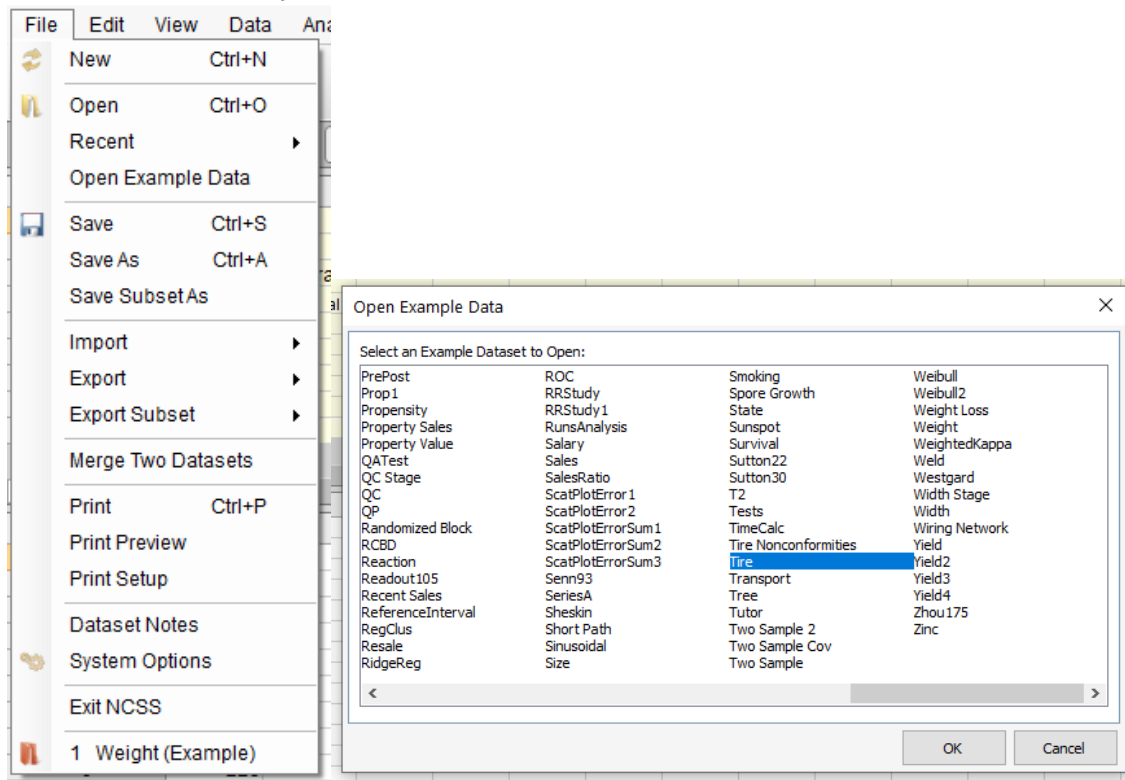 File Edit View Data
New Ctrl+N
Open Ctrl+O
Recent
Open Example Data
Save Ctrl+S
Save As Ctrl+A
Save Subset As
Import
Export
Export Subset
Merge Two Datasets
Print Ctrl+P
Print Preview
Print Setup
Dataset Notes
System Options
Exit NCSS
1 Weight (Example)
Open Example Data
Select an Example Dataset to Open:
PrePost ROC Smoking Weibull
Prop1 RRStudy Spore Growth Weibull2
Propensity RRStudy1 State Weight Loss
Property Sales RunsAnalysis Sunspot Weight
Property Value Salary Survival WeightedKappa
QATest Sales Sutton22 Weld
QC Stage SalesRatio Sutton30 Westgard
QC ScatPlotError1 T2 Width Stage
QP ScatPlotError2 Tests Width
Randomized Block ScatPlotErrorSum1 TimeCalc Wiring Network
RCBD ScatPlotErrorSum2 Tire Nonconformities Yield
Reaction ScatPlotErrorSum3 Tire Yield2
Readout105 Senn93 Transport Yield3
Recent Sales SeriesA Tree Yield4
ReferenceInterval Sheskin Tutor Zhou175
RegClus Short Path Two Sample 2 Zinc
Resale Sinusoidal Two Sample Cov
RidgeReg Size Two Sample
OK Cancel